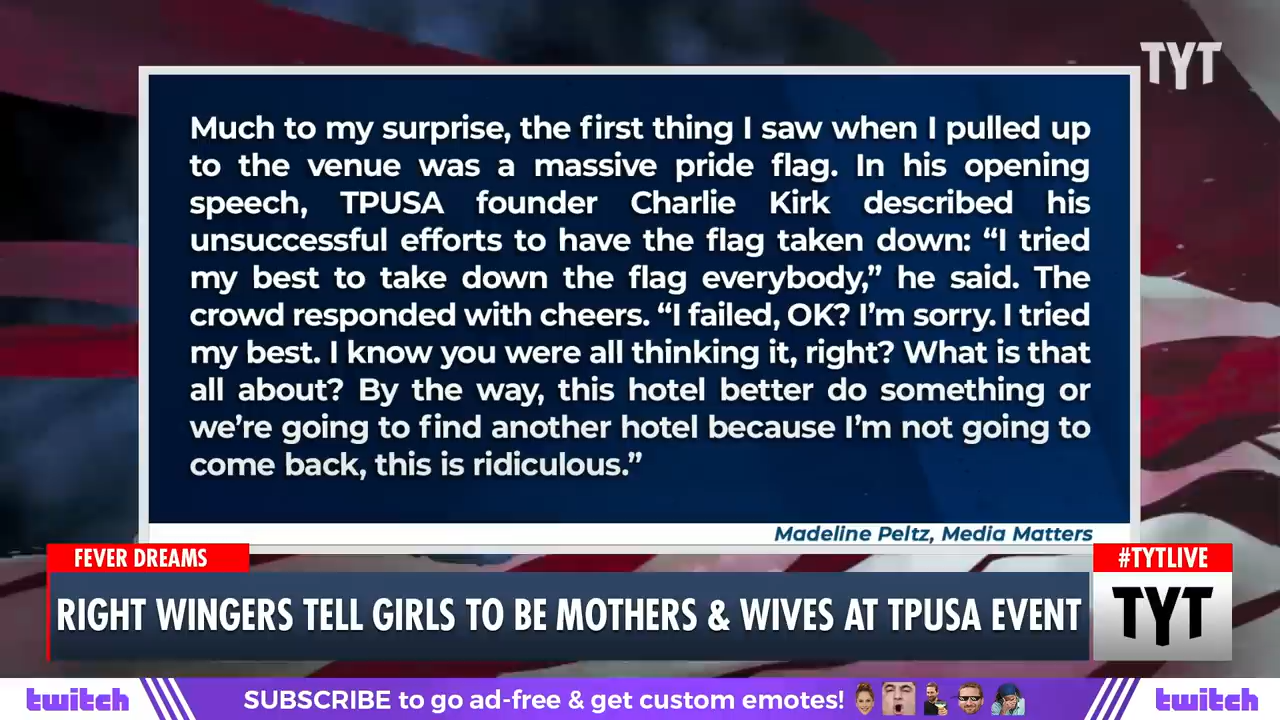 TYT
Much to my surprise, the first thing I saw when I pulled up
to the venue was a massive pride flag. In his opening
speech, TPUSA founder Charlie Kirk described his
unsuccessful efforts to have the flag taken down: “I tried
my best to take down the flag everybody,” he said. The
crowd responded with cheers. “I failed, OK? I’m sorry. I tried
my best. I know you were all thinking it, right? What is that
all about? By the way, this hotel better do something or
we’re going to find another hotel because I’m not going to
come back, this is ridiculous.”
Madeline Peltz, Media Matters
FEVER DREAMS
#TYTLIVE
RIGHT WINGERS TELL GIRLS TO BE MOTHERS & WIVES AT TPUSA EVENT
TYT
twitch
SUBSCRIBE to go ad-free & get custom emotes!
twitch